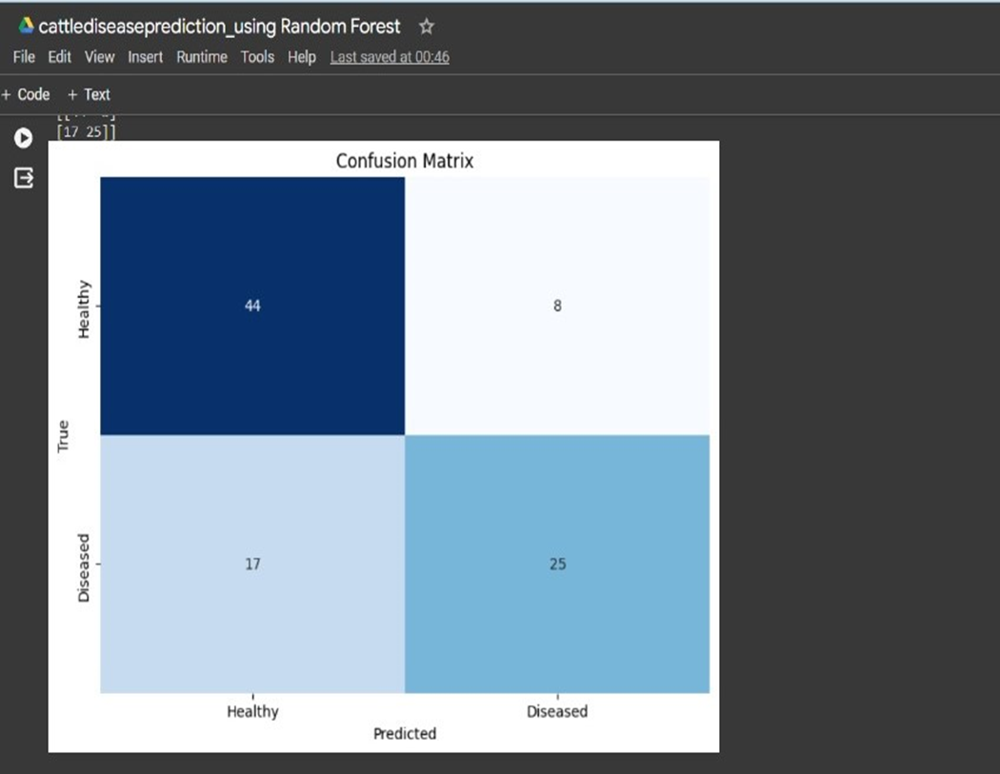 cattlediseaseprediction_using Random Forest
File Edit View Insert Runtime Tools Help Last saved at 00:46
+ Code + Text
[17 25]]
Confusion Matrix
Healthy
44 8
True
Diseased
17 25
Healthy Diseased
Predicted